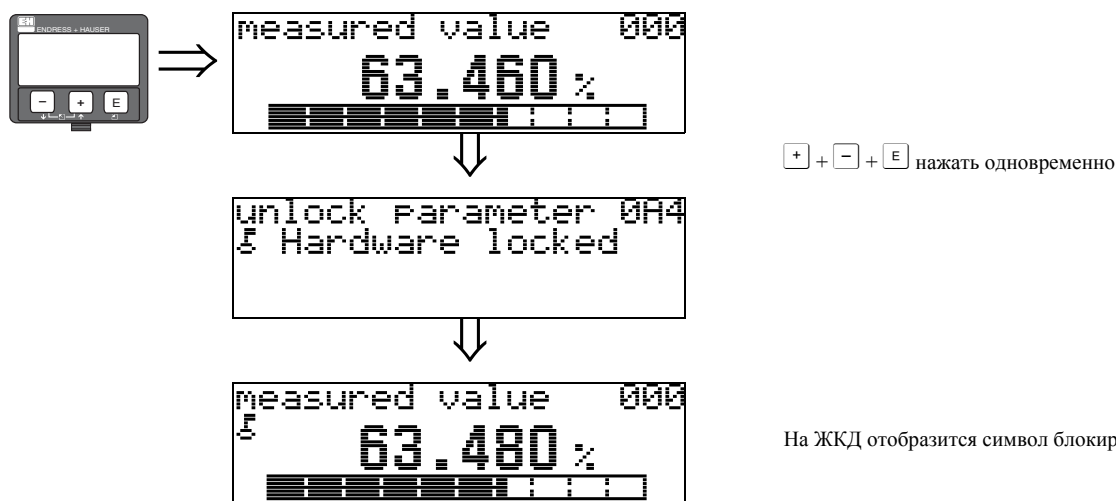 E+H
ENDRESS + HAUSER
- + E
measured value 000
63.460 %
+ + - + E нажать одновременно
unlock parameter 0A4
Hardware locked
measured value 000
63.480 %
На ЖКД отобразится символ